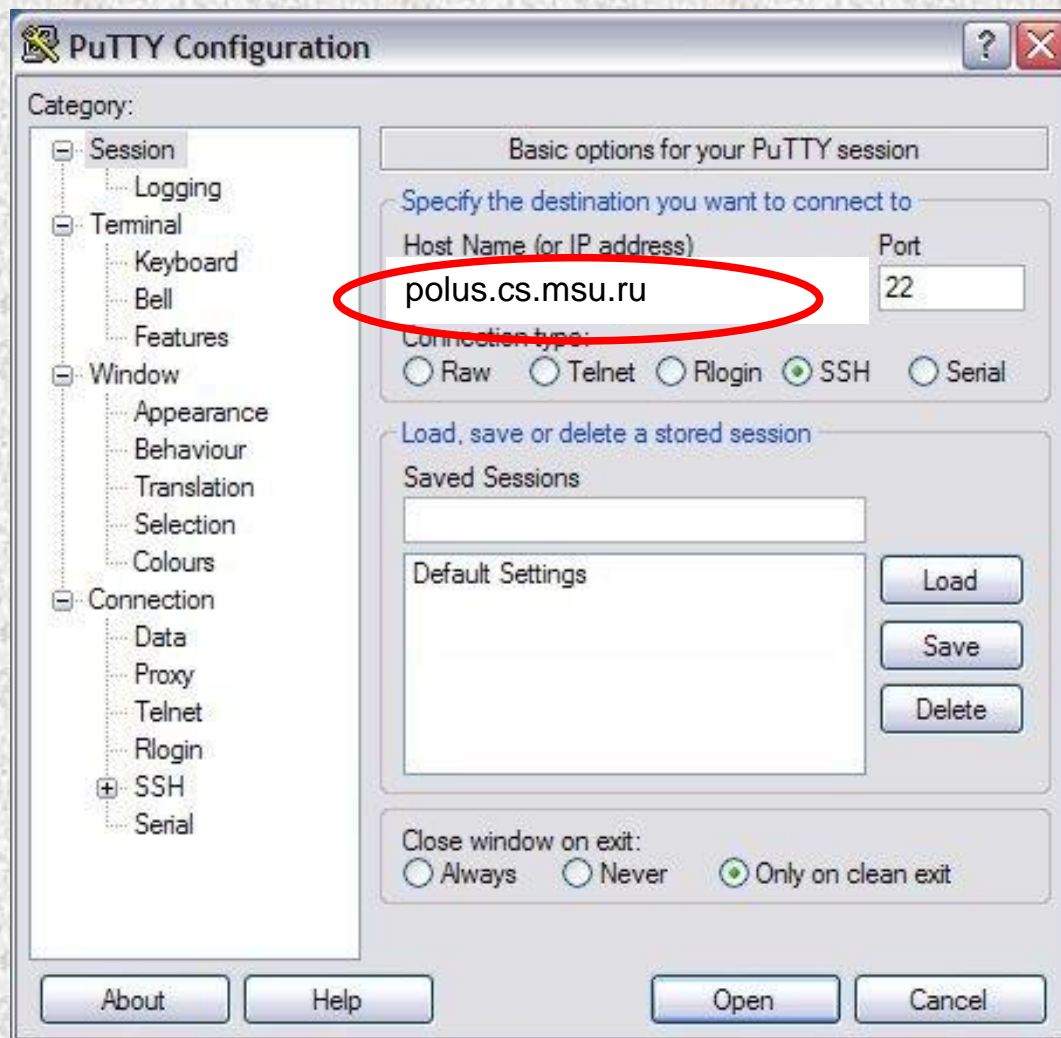 PuTTY Configuration
Category:
Session
Logging
Terminal
Keyboard
Bell
Features
Window
Appearance
Behaviour
Translation
Selection
Colours
Connection
Data
Proxy
Telnet
Rlogin
SSH
Serial
Basic options for your PuTTY session
Specify the destination you want to connect to
Host Name (or IP address) Port
polus.cs.msu.ru 22
Connection type:
Raw Telnet Rlogin SSH Serial
Load, save or delete a stored session
Saved Sessions
Default Settings
Load
Save
Delete
Close window on exit:
Always Never Only on clean exit
About Help Open Cancel